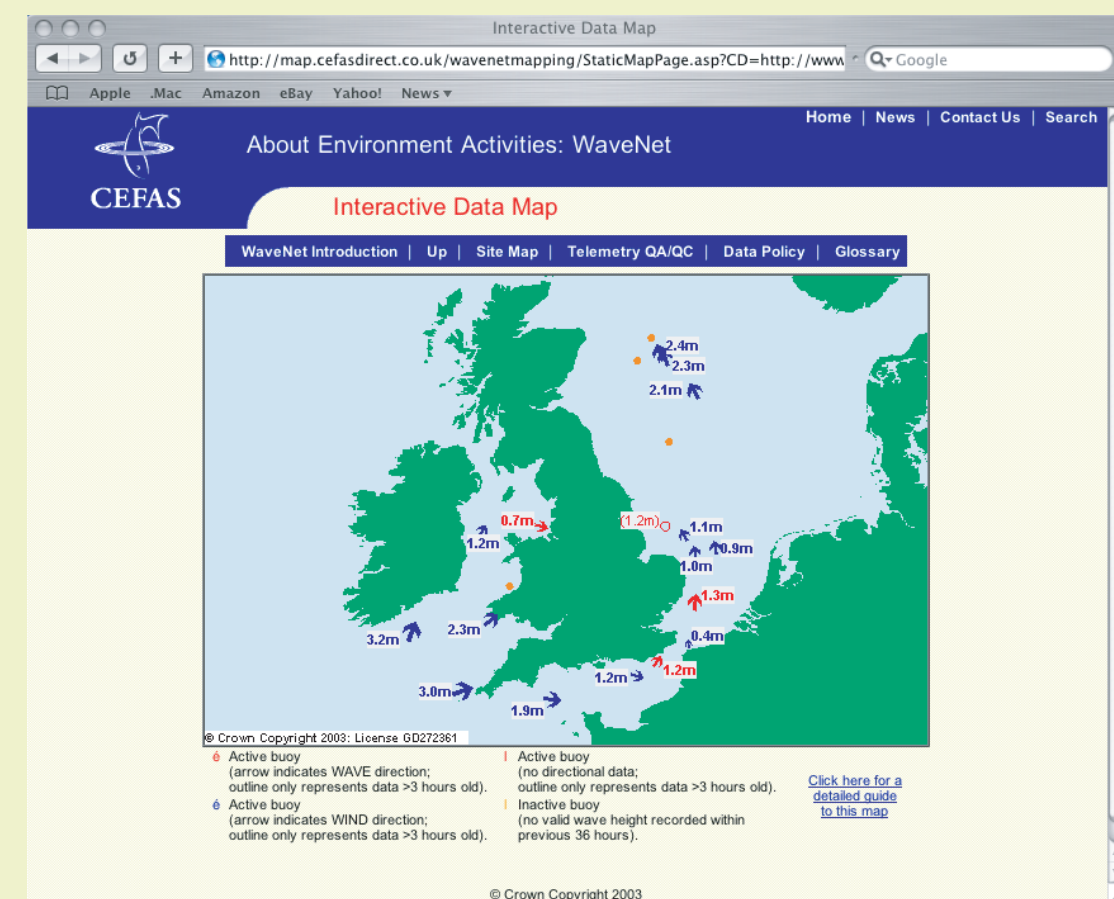 Interactive Data Map
http://map.cefasdirect.co.uk/wavenetmapping/StaticMapPage.asp?CD=http://www
Google
Apple .Mac Amazon eBay Yahoo! News
Home | News | Contact Us | Search
About Environment Activities: WaveNet
CEFAS
Interactive Data Map
WaveNet Introduction | Up | Site Map | Telemetry QA/QC | Data Policy | Glossary
2.4m
2.3m
2.1m
0.7m
(1.2m)
1.1m
1.2m
0.9m
1.0m
1.3m
2.3m
3.2m
0.4m
1.2m
1.2m
3.0m
1.9m
© Crown Copyright 2003: License GD272361
é Active buoy
(arrow indicates WAVE direction;
outline only represents data >3 hours old).
é Active buoy
(arrow indicates WIND direction;
outline only represents data >3 hours old).
l Active buoy
(no directional data;
outline only represents data >3 hours old).
l Inactive buoy
(no valid wave height recorded within
previous 36 hours).
Click here for a
detailed guide
to this map
© Crown Copyright 2003